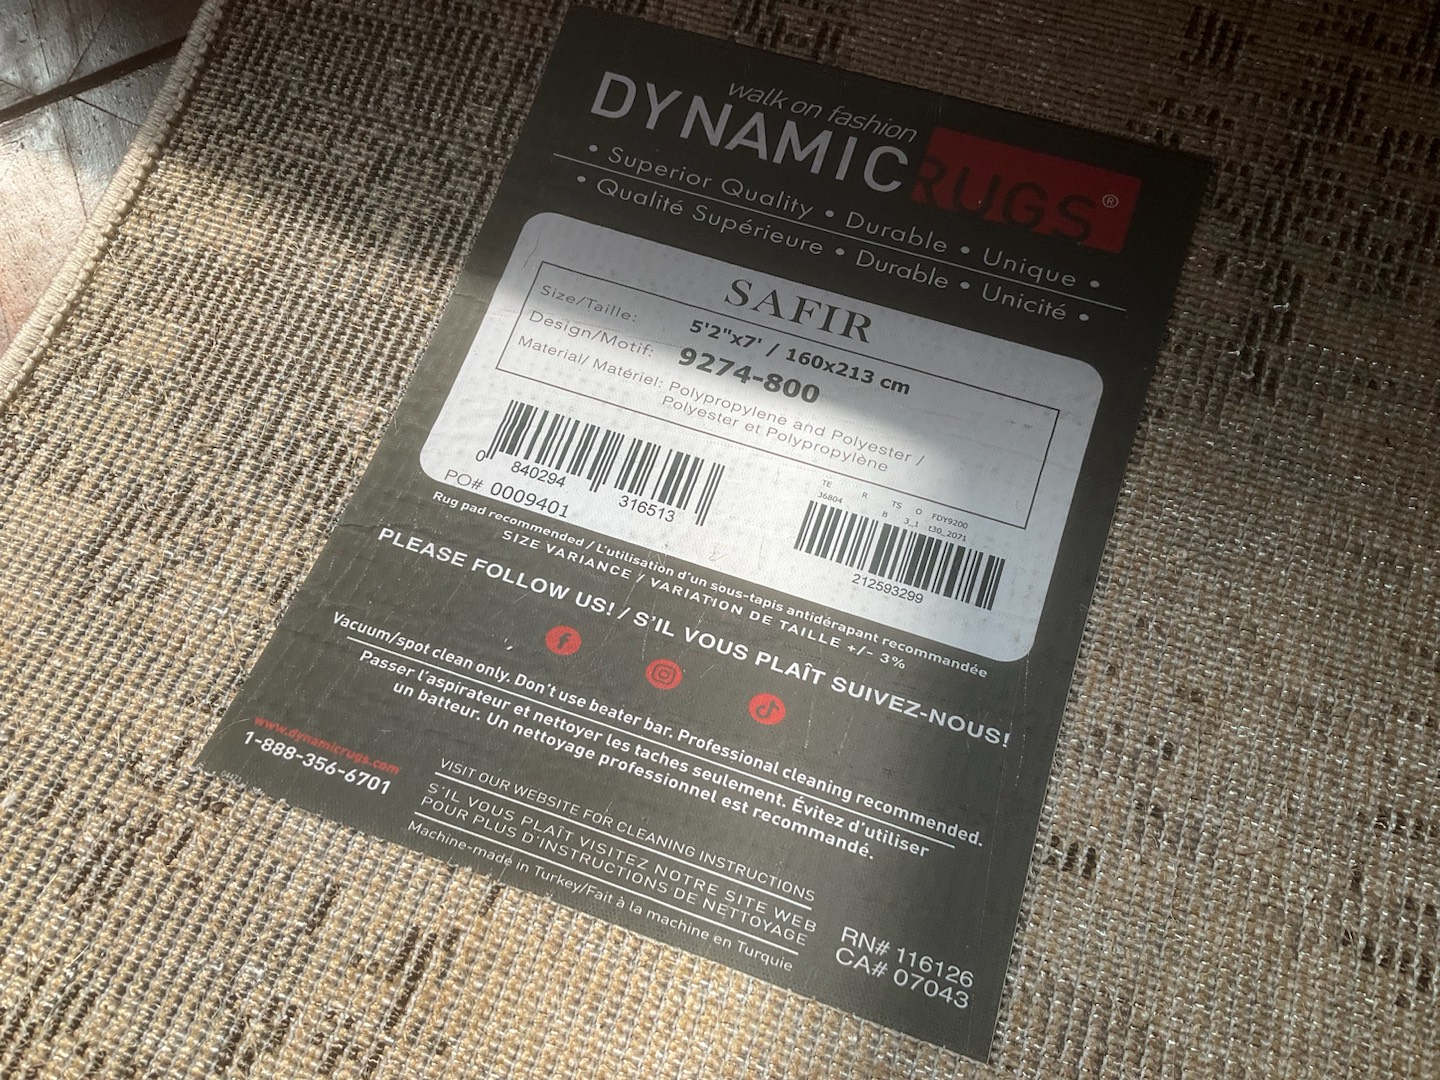 walk on fashion
DYNAMIC RUGS®
• Superior Quality • Durable • Unique •
• Qualité Supérieure • Durable • Unicité •
SAFIR
Size/Taille: 5'2"x7' / 160x213 cm
Design/Motif: 9274-800
Material/ Matériel: Polypropylene and Polyester /
Polyester et Polypropylène
0 840294 316513
PO# 0009401
TE R TS O FDY9200
36804 B 3_1 t30_2071
212593299
Rug pad recommended / L'utilisation d'un sous-tapis antidérapant recommandée
SIZE VARIANCE / VARIATION DE TAILLE +/- 3%
PLEASE FOLLOW US! / S'IL VOUS PLAÎT SUIVEZ-NOUS!
Vacuum/spot clean only. Don't use beater bar. Professional cleaning recommended.
Passer l'aspirateur et nettoyer les taches seulement. Évitez d'utiliser
un batteur. Un nettoyage professionnel est recommandé.
www.dynamicrugs.com
1-888-356-6701
VISIT OUR WEBSITE FOR CLEANING INSTRUCTIONS
S'IL VOUS PLAÎT VISITEZ NOTRE SITE WEB
POUR PLUS D'INSTRUCTIONS DE NETTOYAGE
Machine-made in Turkey/Fait à la machine en Turquie
RN# 116126
CA# 07043